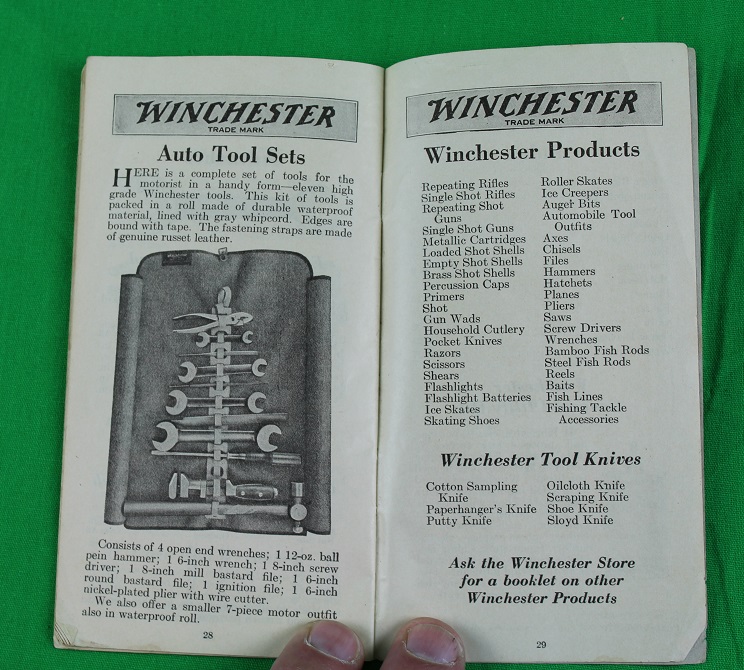 WINCHESTER
TRADE MARK
Auto Tool Sets
HERE is a complete set of tools for the
motorist in a handy form—eleven high
grade Winchester tools. This kit of tools is
packed in a roll made of durable waterproof
material, lined with gray whipcord. Edges are
bound with tape. The fastening straps are made
of genuine russet leather.
Consists of 4 open end wrenches; 1 12-oz. ball
pein hammer; 1 6-inch wrench; 1 8-inch screw
driver; 1 8-inch mill bastard file; 1 6-inch
round bastard file; 1 ignition file; 1 6-inch
nickel-plated plier with wire cutter.
We also offer a smaller 7-piece motor outfit
also in waterproof roll.
28
WINCHESTER
TRADE MARK
Winchester Products
Repeating Rifles
Single Shot Rifles
Repeating Shot
Guns
Single Shot Guns
Metallic Cartridges
Loaded Shot Shells
Empty Shot Shells
Brass Shot Shells
Percussion Caps
Primers
Shot
Gun Wads
Household Cutlery
Pocket Knives
Razors
Scissors
Shears
Flashlights
Flashlight Batteries
Ice Skates
Skating Shoes
Roller Skates
Ice Creepers
Auger Bits
Automobile Tool
Outfits
Axes
Chisels
Files
Hammers
Hatchets
Planes
Pliers
Saws
Screw Drivers
Wrenches
Bamboo Fish Rods
Steel Fish Rods
Reels
Baits
Fish Lines
Fishing Tackle
Accessories
Winchester Tool Knives
Cotton Sampling
Knife
Paperhanger's Knife
Putty Knife
Oilcloth Knife
Scraping Knife
Shoe Knife
Sloyd Knife
Ask the Winchester Store
for a booklet on other
Winchester Products
29